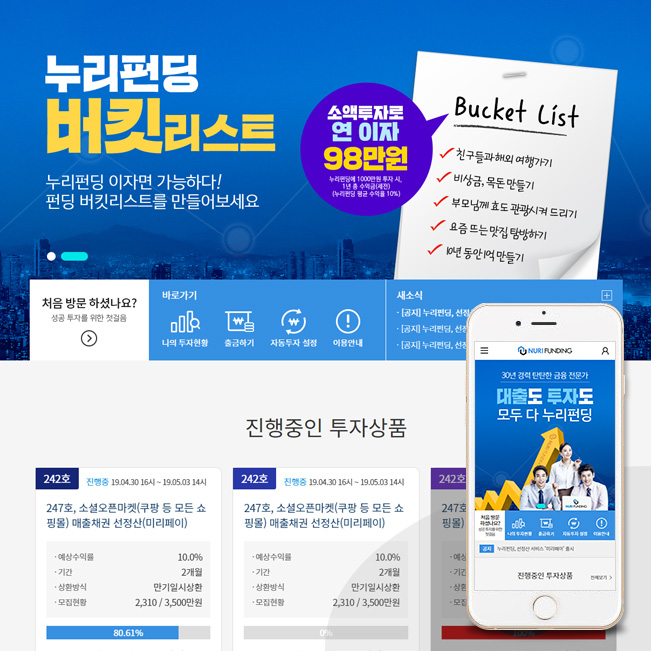 누리펀딩
버킷리스트
누리펀딩 이자면 가능하다!
펀딩 버킷리스트를 만들어보세요
소액투자로
연 이자
98만원
누리펀딩에 1000만원 투자 시,
1년 총 수익금(세전)
(누리펀딩 평균 수익율 10%)
Bucket List
친구들과 해외 여행가기
비상금, 목돈 만들기
부모님께 효도 관광시켜 드리기
요즘 뜨는 맛집 탐방하기
10년 동안 1억 만들기
처음 방문 하셨나요?
성공 투자를 위한 첫걸음
바로가기
나의 투자현황
출금하기
자동투자 설정
이용안내
새소식
· [공지] 누리펀딩, 선정
· [공지] 누리펀딩, 선정
· [공지] 누리펀딩, 선정
진행중인 투자상품
242호
진행중 19.04.30 16시 ~ 19.05.03 14시
247호, 소셜오픈마켓(쿠팡 등 모든 쇼
핑몰) 매출채권 선정산(미리페이)
· 예상수익률 10.0%
· 기간 2개월
· 상환방식 만기일시상환
· 모집현황 2,310 / 3,500만원
80.61%
242호
진행중 19.04.30 16시 ~ 19.05.03 14시
247호, 소셜오픈마켓(쿠팡 등 모든 쇼
핑몰) 매출채권 선정산(미리페이)
· 예상수익률 10.0%
· 기간 2개월
· 상환방식 만기일시상환
· 모집현황 2,310 / 3,500만원
0%
242
247호
핑몰)
· 예상수익률
· 기간
· 상환방식
· 모집현황
100%
NURI FUNDING
30년 경력 탄탄한 금융 전문가
대출도 투자도
모두 다 누리펀딩
NURI FUNDING
처음 방문
하셨나요?
성공 투자를 위한
첫걸음
나의 투자현황
출금하기
자동투자 설정
이용안내
공지
누리펀딩, 선정산 서비스 '미리페이' 출시
진행중인 투자상품
전체보기 >